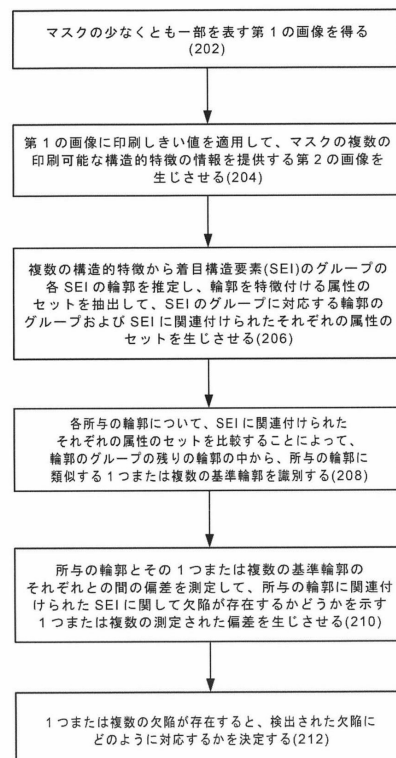 マスクの少なくとも一部を表す第１の画像を得る
(202)
第１の画像に印刷しきい値を適用して、マスクの複数の
印刷可能な構造的特徴の情報を提供する第２の画像を
生じさせる(204)
複数の構造的特徴から着目構造要素(SEI)のグループの
各 SEI の輪郭を推定し、輪郭を特徴付ける属性の
セットを抽出して、SEI のグループに対応する輪郭の
グループおよび SEI に関連付けられたそれぞれの属性の
セットを生じさせる(206)
各所与の輪郭について、SEI に関連付けられた
それぞれの属性のセットを比較することによって、
輪郭のグループの残りの輪郭の中から、所与の輪郭に
類似する１つまたは複数の基準輪郭を識別する(208)
所与の輪郭とその１つまたは複数の基準輪郭の
それぞれとの間の偏差を測定して、所与の輪郭に関連付
けられた SEI に関して欠陥が存在するかどうかを示す
１つまたは複数の測定された偏差を生じさせる(210)
１つまたは複数の欠陥が存在すると、検出された欠陥に
どのように対応するかを決定する(212)